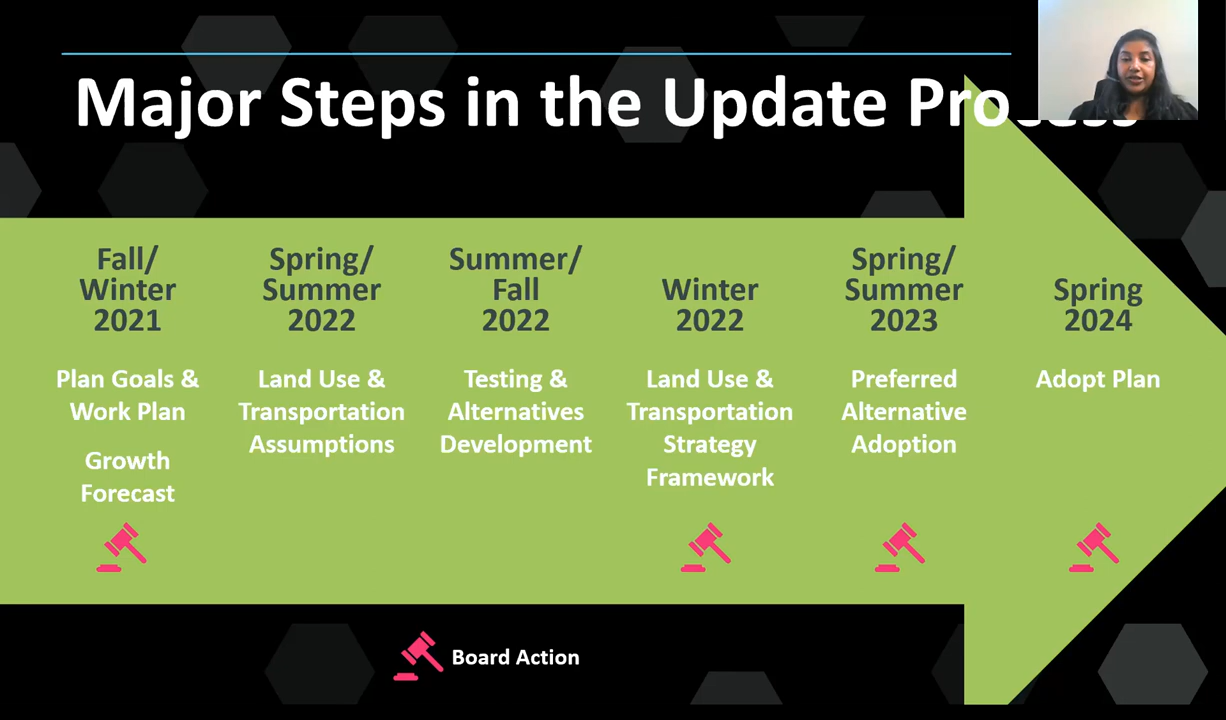 Major Steps in the Update Process
Fall/
Winter
2021
Plan Goals &
Work Plan
Growth
Forecast
Spring/
Summer
2022
Land Use &
Transportation
Assumptions
Summer/
Fall
2022
Testing &
Alternatives
Development
Winter
2022
Land Use &
Transportation
Strategy
Framework
Spring/
Summer
2023
Preferred
Alternative
Adoption
Spring
2024
Adopt Plan
Board Action